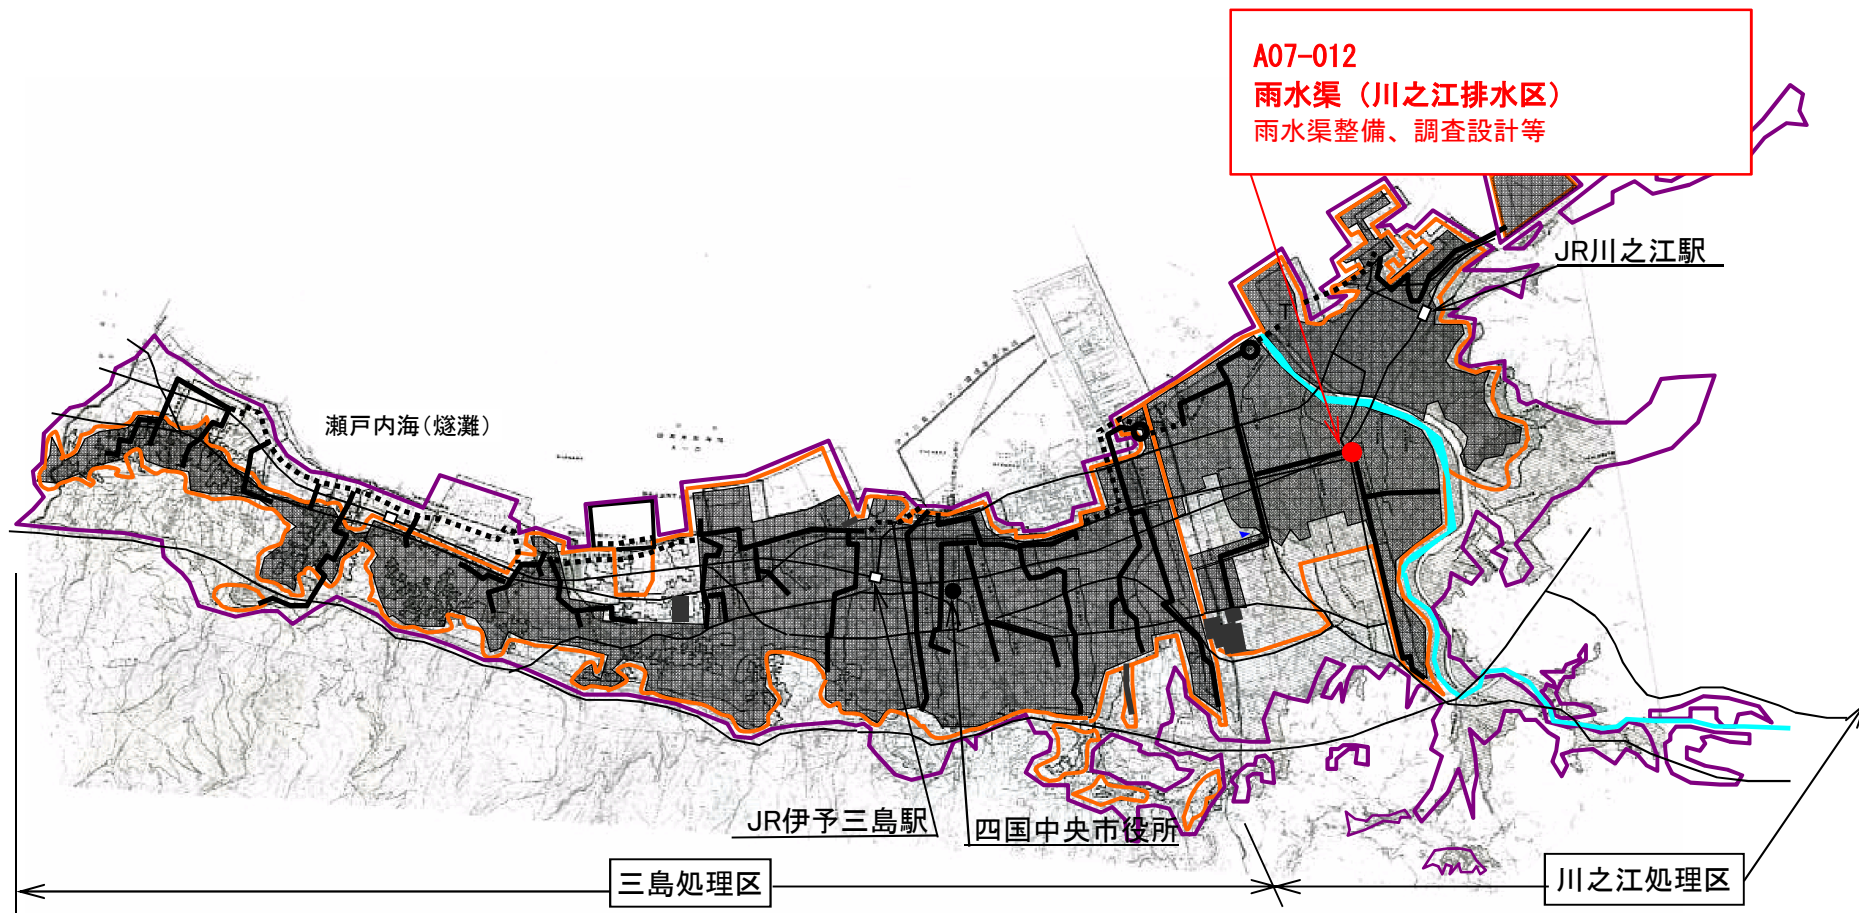 A07-012
雨水渠（川之江排水区）
雨水渠整備、調査設計等
JR川之江駅
瀬戸内海（燧灘）
JR伊予三島駅
四国中央市役所
三島処理区
川之江処理区